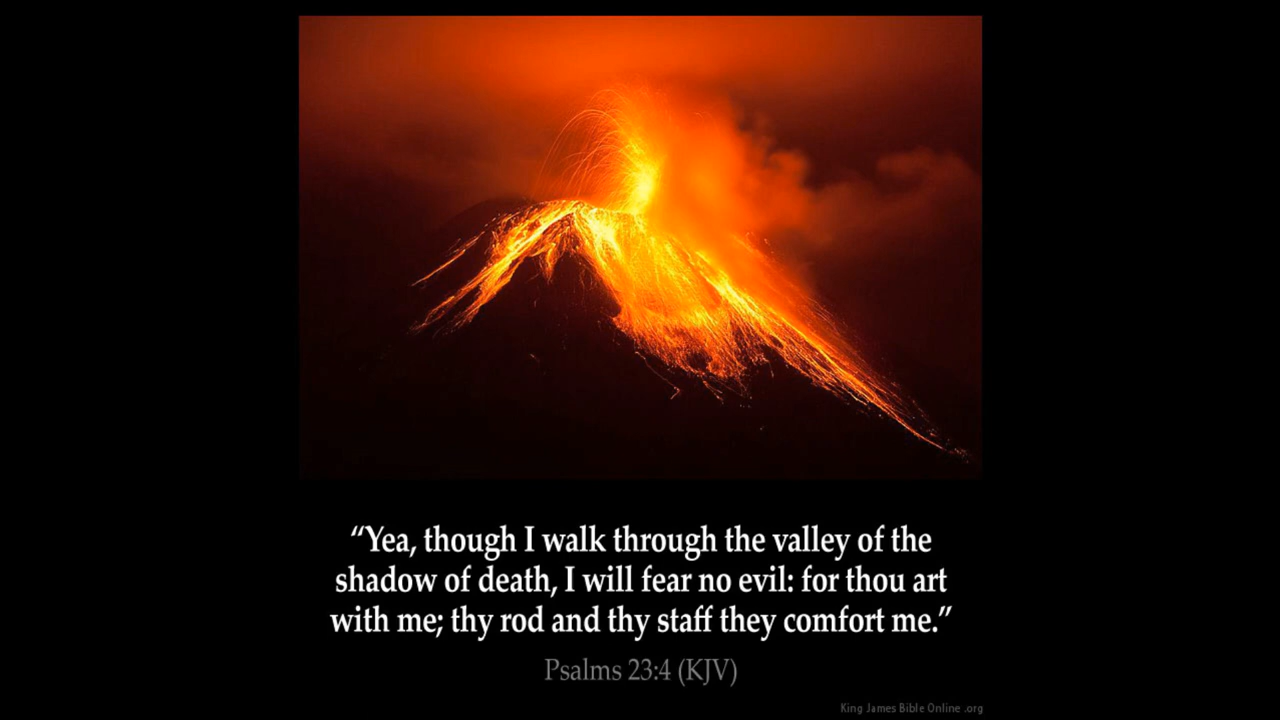 “Yea, though I walk through the valley of the
shadow of death, I will fear no evil: for thou art
with me; thy rod and thy staff they comfort me.”
Psalms 23:4 (KJV)
King James Bible Online .org